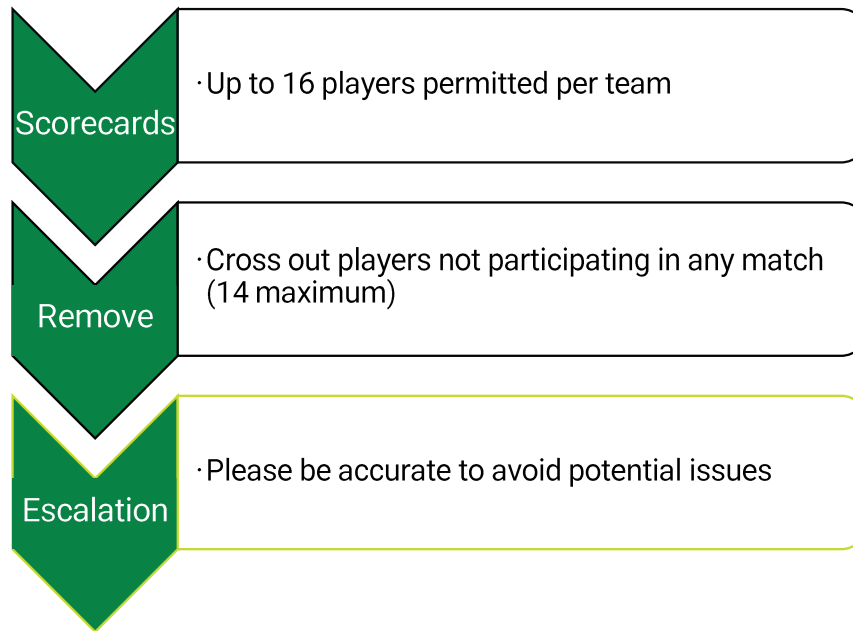 Scorecards
·Up to 16 players permitted per team
Remove
·Cross out players not participating in any match
(14 maximum)
Escalation
·Please be accurate to avoid potential issues